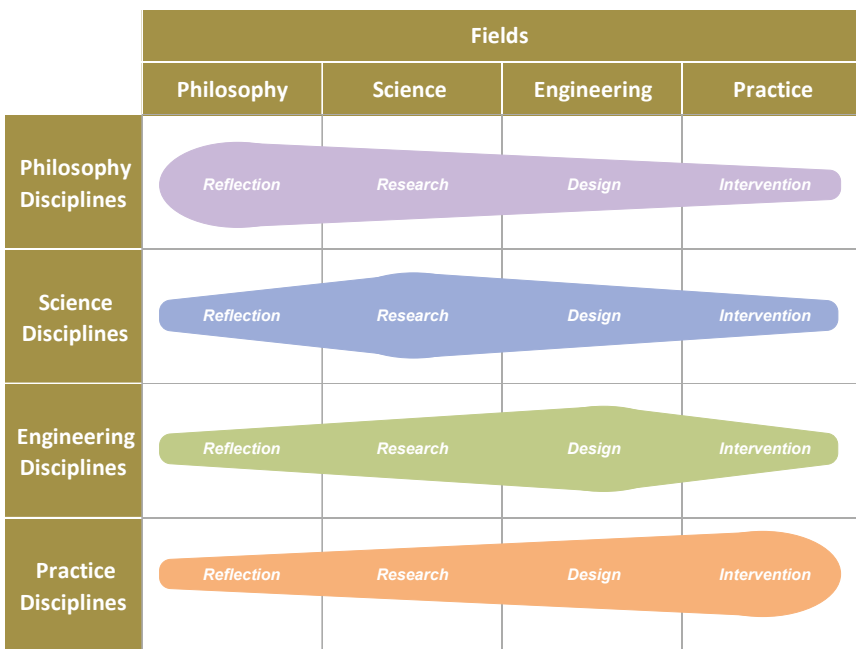 Fields
Philosophy Science Engineering Practice
Philosophy
Disciplines
Reflection Research Design Intervention
Science
Disciplines
Reflection Research Design Intervention
Engineering
Disciplines
Reflection Research Design Intervention
Practice
Disciplines
Reflection Research Design Intervention